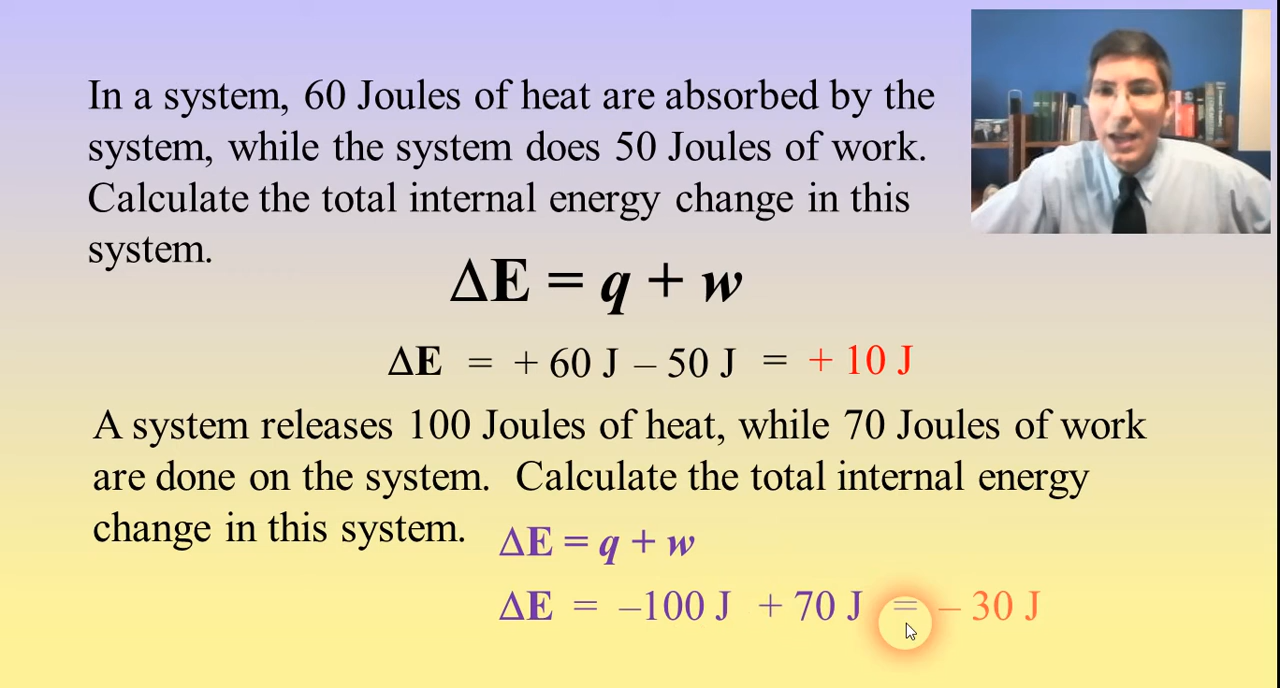 In a system, 60 Joules of heat are absorbed by the
system, while the system does 50 Joules of work.
Calculate the total internal energy change in this
system.
ΔE = q + w
ΔE = + 60 J – 50 J = + 10 J
A system releases 100 Joules of heat, while 70 Joules of work
are done on the system. Calculate the total internal energy
change in this system.
ΔE = q + w
ΔE = –100 J + 70 J = – 30 J